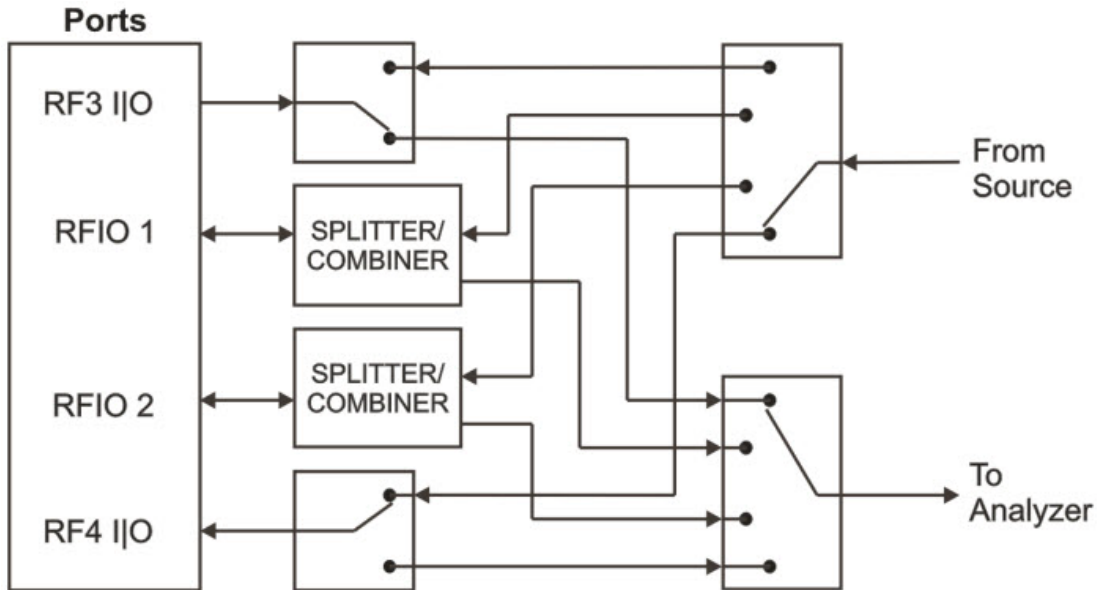 Ports
RF3 I|O
RFIO 1
SPLITTER/
COMBINER
From
Source
RFIO 2
SPLITTER/
COMBINER
RF4 I|O
To
Analyzer